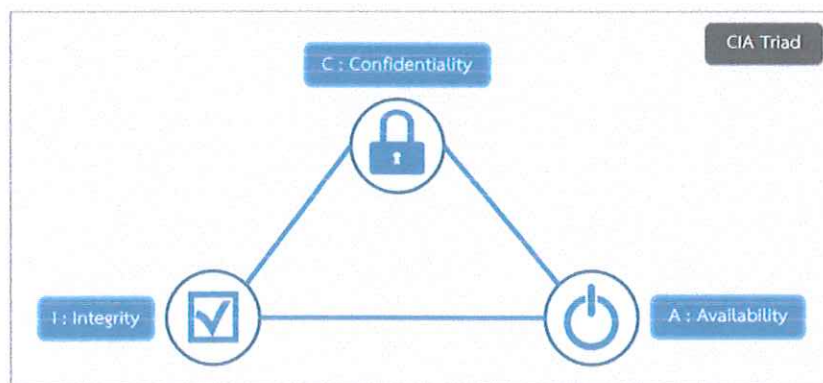 CIA Triad
C : Confidentiality
I : Integrity
A : Availability